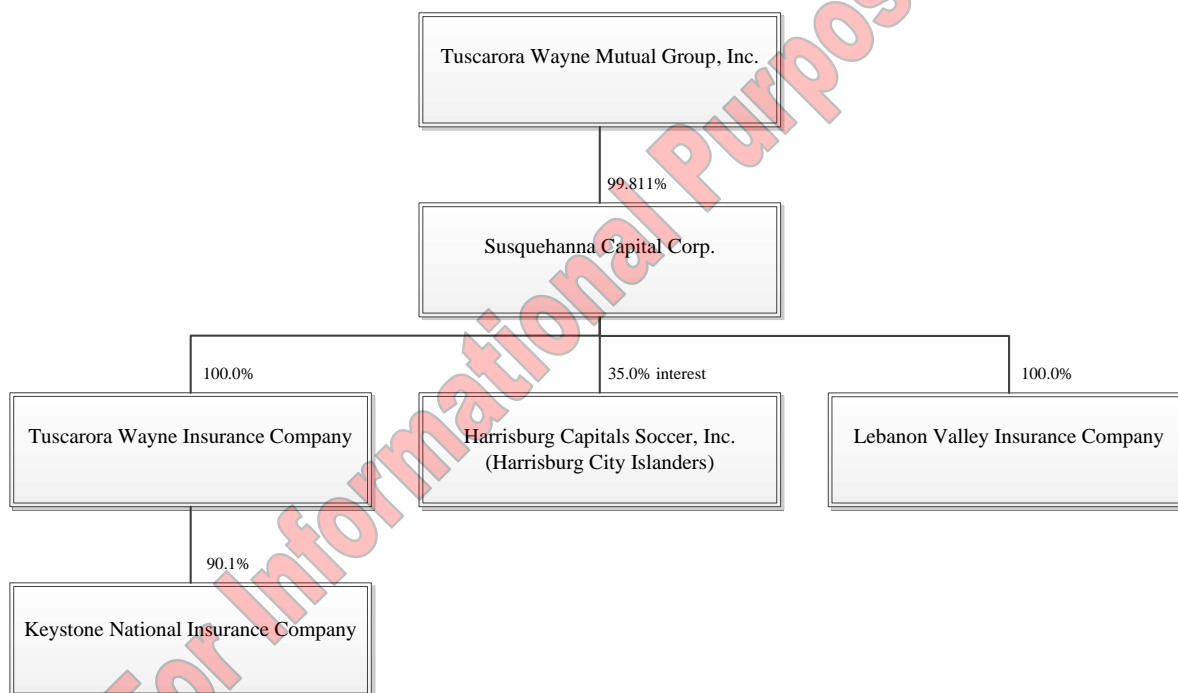 Tuscarora Wayne Mutual Group, Inc.
99.811%
Susquehanna Capital Corp.
100.0%
35.0% interest
100.0%
Tuscarora Wayne Insurance Company
Harrisburg Capitals Soccer, Inc.
(Harrisburg City Islanders)
Lebanon Valley Insurance Company
90.1%
Keystone National Insurance Company
For Informational Purpos